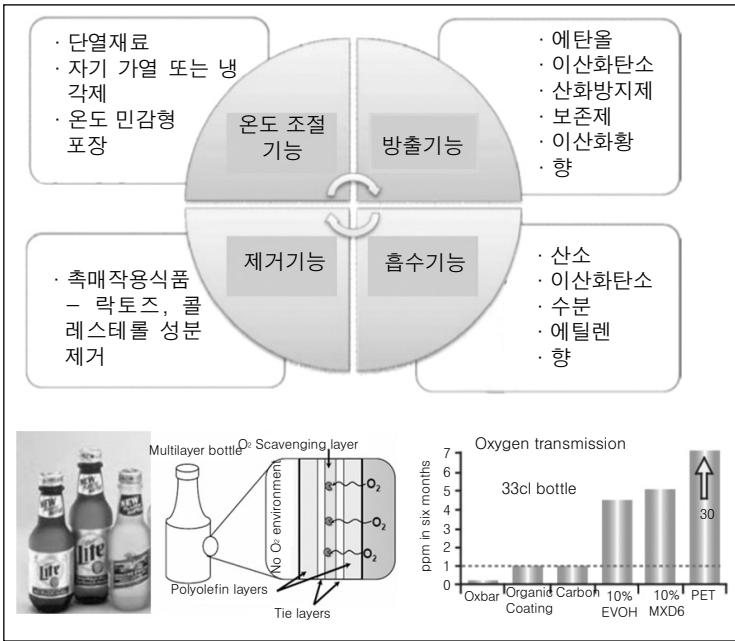 · 단열재료
· 자기 가열 또는 냉
각제
· 온도 민감형
포장
온도 조절
기능
방출기능
· 에탄올
· 이산화탄소
· 산화방지제
· 보존제
· 이산화황
· 향
· 촉매작용식품
– 락토즈, 콜
레스테롤 성분
제거
제거기능
흡수기능
· 산소
· 이산화탄소
· 수분
· 에틸렌
· 향
Lite
Lite
Multilayer bottle
O₂ Scavenging layer
No O₂ environment
O₂
O₂
O₂
Polyolefin layers
Tie layers
Oxygen transmission
33cl bottle
ppm in six months
7
6
5
4
3
2
1
0
30
Oxbar
Organic
Coating
Carbon
10%
EVOH
10%
MXD6
PET